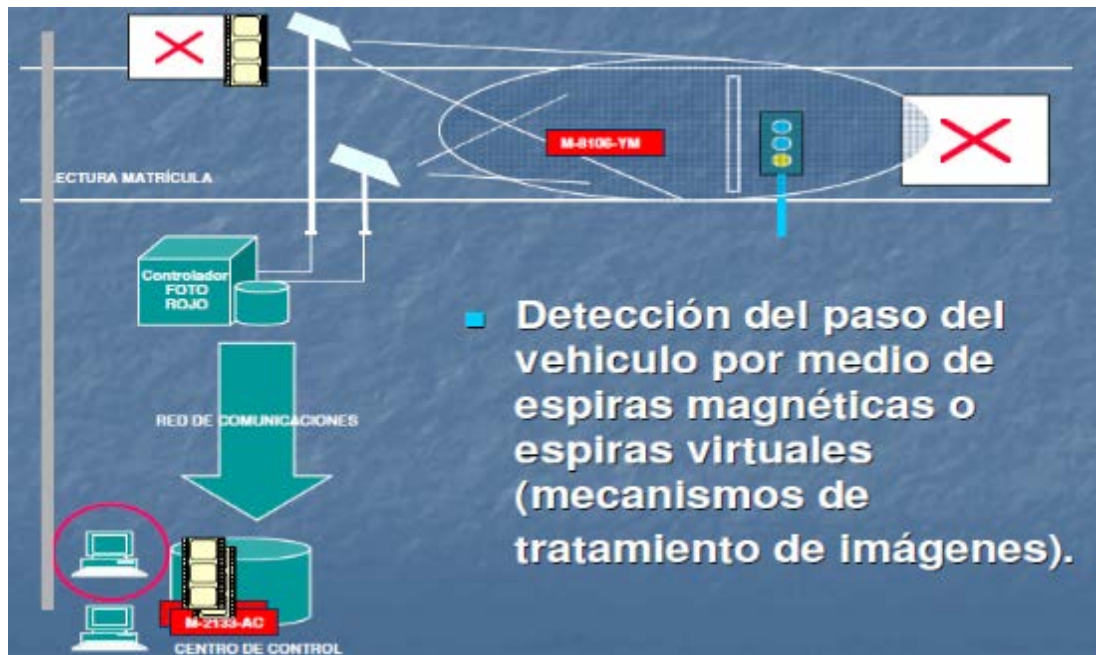 M-8106-YM
LECTURA MATRÍCULA
Controlador
FOTO
ROJO
RED DE COMUNICACIONES
M-2133-AC
CENTRO DE CONTROL
Detección del paso del
vehiculo por medio de
espiras magnéticas o
espiras virtuales
(mecanismos de
tratamiento de imágenes).